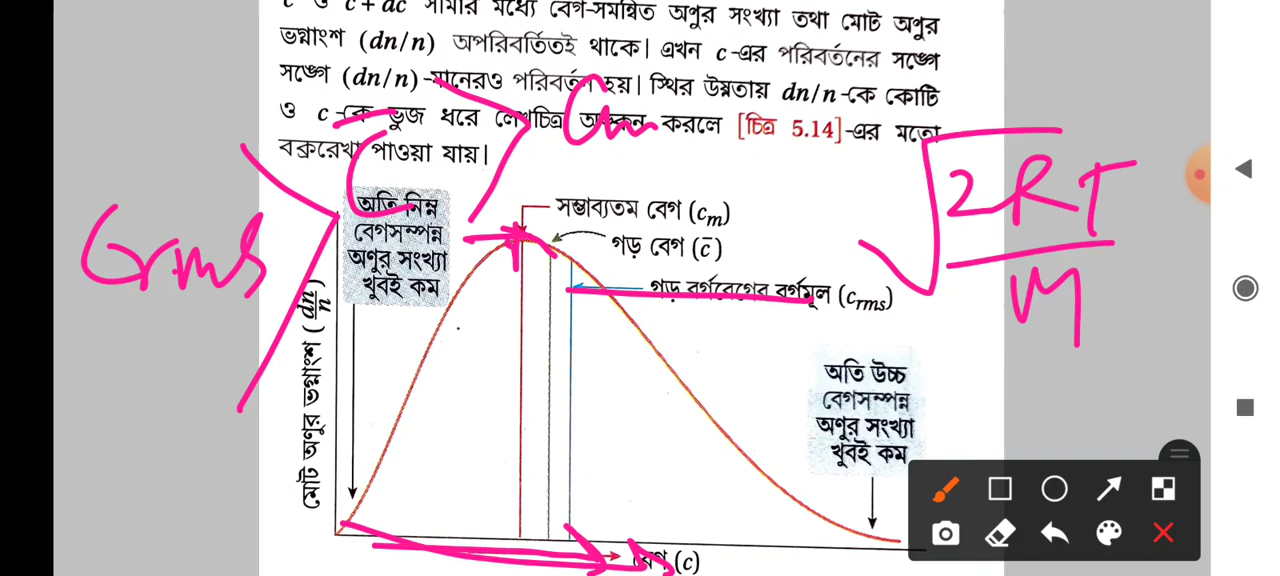 c ও c + dc সীমার মধ্যে বেগ-সমন্বিত অণুর সংখ্যা তথা মোট অণুর
ভগ্নাংশ (dn/n) অপরিবর্তিতই থাকে। এখন c-এর পরিবর্তনের সঙ্গে
সঙ্গে (dn/n)-মানেরও পরিবর্তন হয়। স্থির উষ্ণতায় dn/n-কে কোটি
ও c-কে ভুজ ধরে লেখচিত্র অঙ্কন করলে [চিত্র 5.14]-এর মতো
বক্ররেখা পাওয়া যায়।
Crms > C̄ > Cm
√2RT/M
অতি নিম্ন
বেগসম্পন্ন
অণুর সংখ্যা
খুবই কম
সম্ভাব্যতম বেগ (cm)
গড় বেগ (c̄)
গড় বর্গবেগের বর্গমূল (crms)
মোট অণুর ভগ্নাংশ (dn/n)
অতি উচ্চ
বেগসম্পন্ন
অণুর সংখ্যা
খুবই কম
বেগ (c)